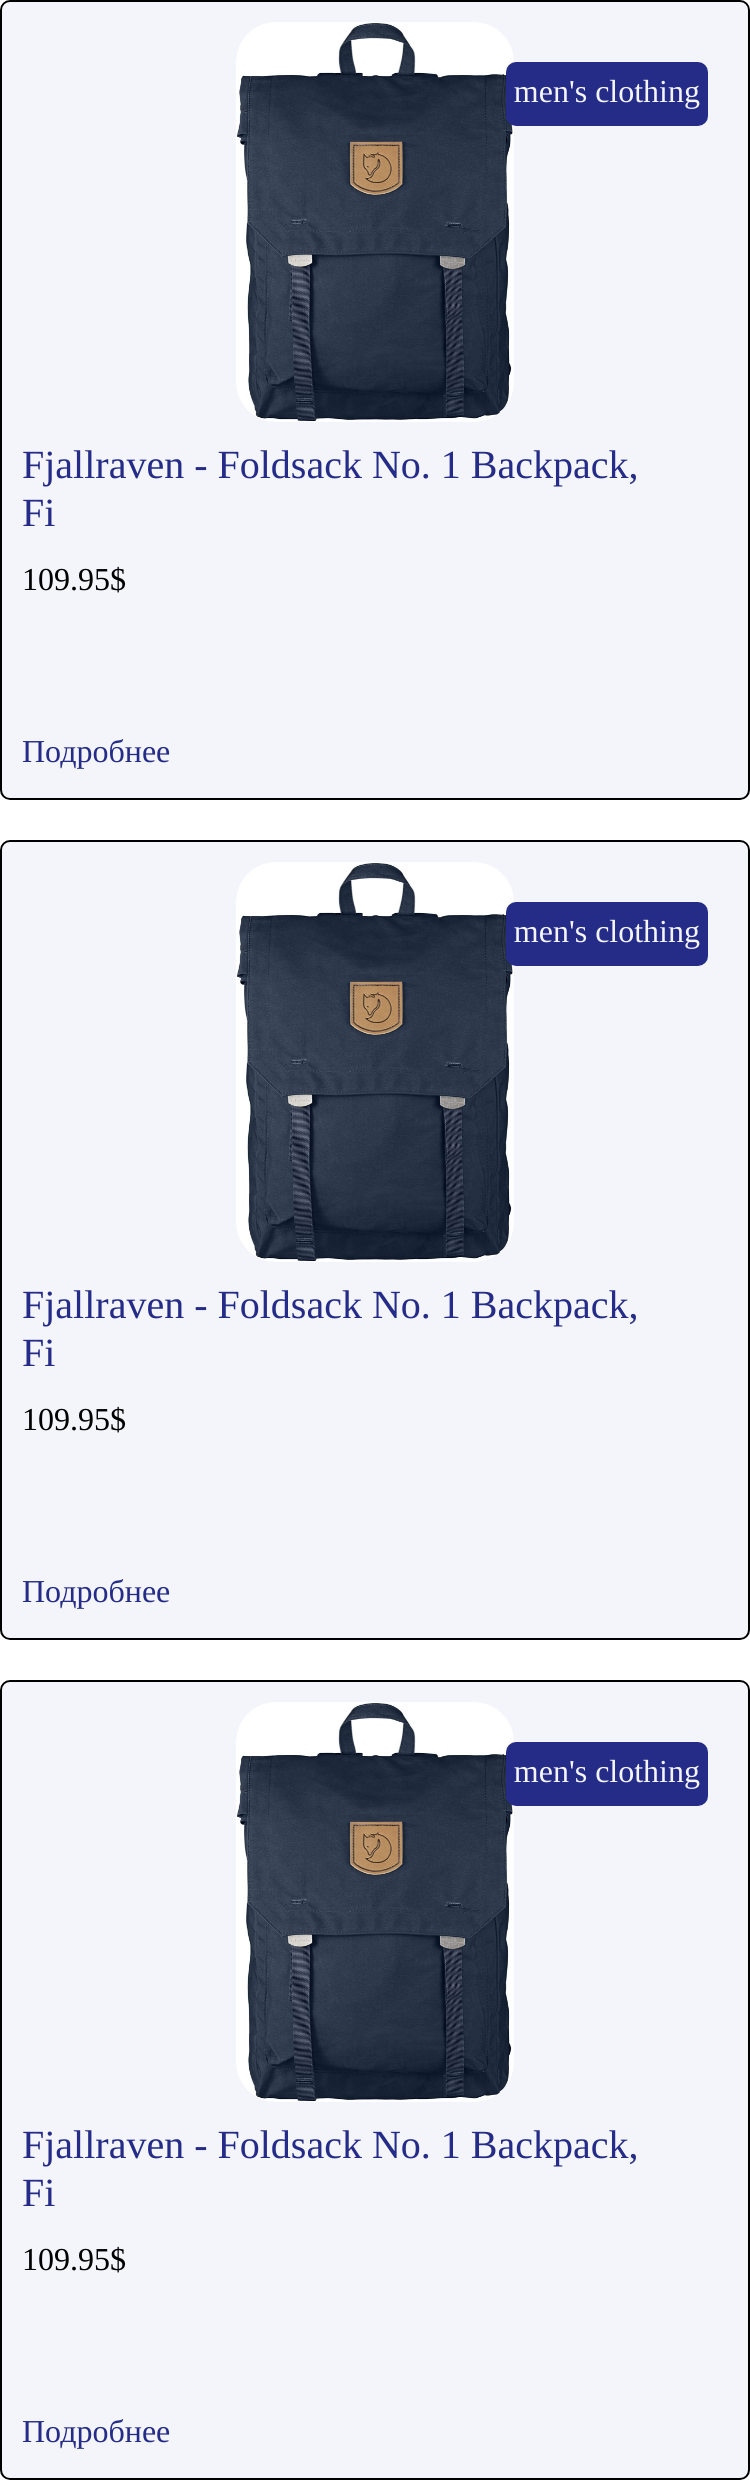 men's clothing
Fjallraven - Foldsack No. 1 Backpack,
Fi
109.95$
Подробнее
men's clothing
Fjallraven - Foldsack No. 1 Backpack,
Fi
109.95$
Подробнее
men's clothing
Fjallraven - Foldsack No. 1 Backpack,
Fi
109.95$
Подробнее